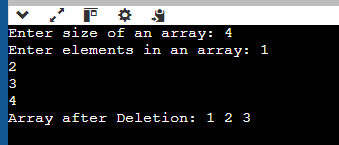 Enter size of an array: 4
Enter elements in an array: 1
2
3
4
Array after Deletion: 1 2 3